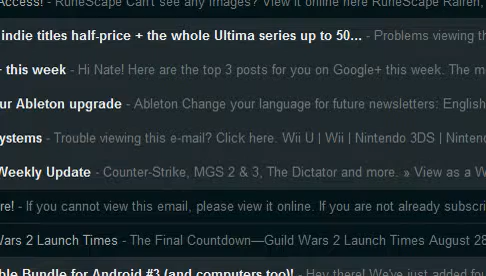 Access! - RuneScape Can't see any images? View it online here RuneScape Rairen,
indie titles half-price + the whole Ultima series up to 50... - Problems viewing th
- this week - Hi Nate! Here are the top 3 posts for you on Google+ this week. The m
ur Ableton upgrade - Ableton Change your language for future newsletters: English
ystems - Trouble viewing this e-mail? Click here. Wii U | Wii | Nintendo 3DS | Ninten
Weekly Update - Counter-Strike, MGS 2 & 3, The Dictator and more. » View as a W
re! - If you cannot view this email, please view it online. If you are not already subscri
Wars 2 Launch Times - The Final Countdown—Guild Wars 2 Launch Times August 28
ble Bundle for Android #3 (and computers too)! - Hey there! We've just added fou